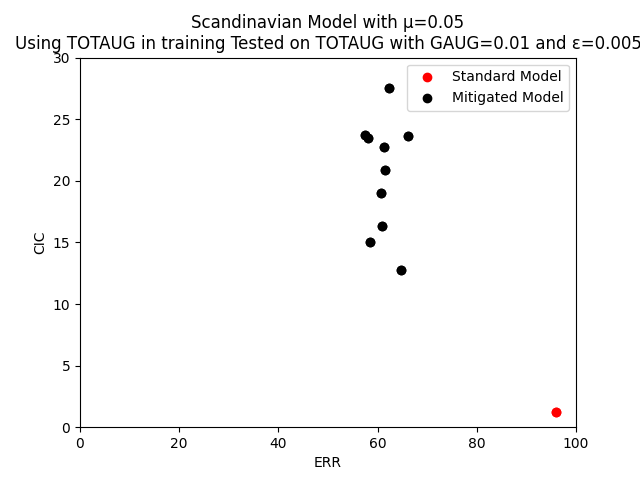 Scandinavian Model with μ=0.05
Using TOTAUG in training Tested on TOTAUG with GAUG=0.01 and ε=0.005
Standard Model
Mitigated Model
30
25
20
15
10
5
0
CIC
0 20 40 60 80 100
ERR